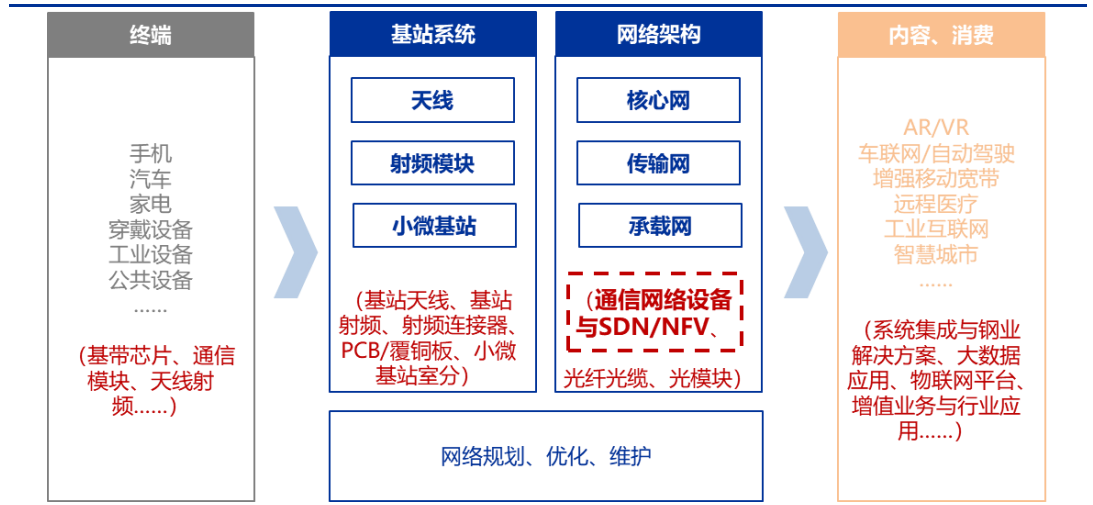 终端
手机
汽车
家电
穿戴设备
工业设备
公共设备
……
（基带芯片、通信
模块、天线射
频……）
基站系统
天线
射频模块
小微基站
（基站天线、基站
射频、射频连接器、
PCB/覆铜板、小微
基站室分）
网络架构
核心网
传输网
承载网
（通信网络设备
与SDN/NFV、
光纤光缆、光模块）
网络规划、优化、维护
内容、消费
AR/VR
车联网/自动驾驶
增强移动宽带
远程医疗
工业互联网
智慧城市
……
（系统集成与钢业
解决方案、大数据
应用、物联网平台、
增值业务与行业应
用……）